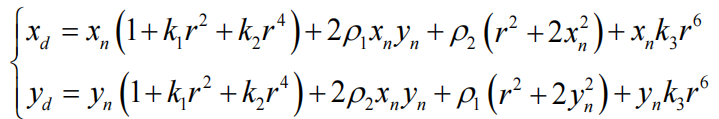 x_d = x_n (1 + k_1 r^2 + k_2 r^4) + 2ρ_1 x_n y_n + ρ_2 (r^2 + 2x_n^2) + x_n k_3 r^6
y_d = y_n (1 + k_1 r^2 + k_2 r^4) + 2ρ_2 x_n y_n + ρ_1 (r^2 + 2y_n^2) + y_n k_3 r^6